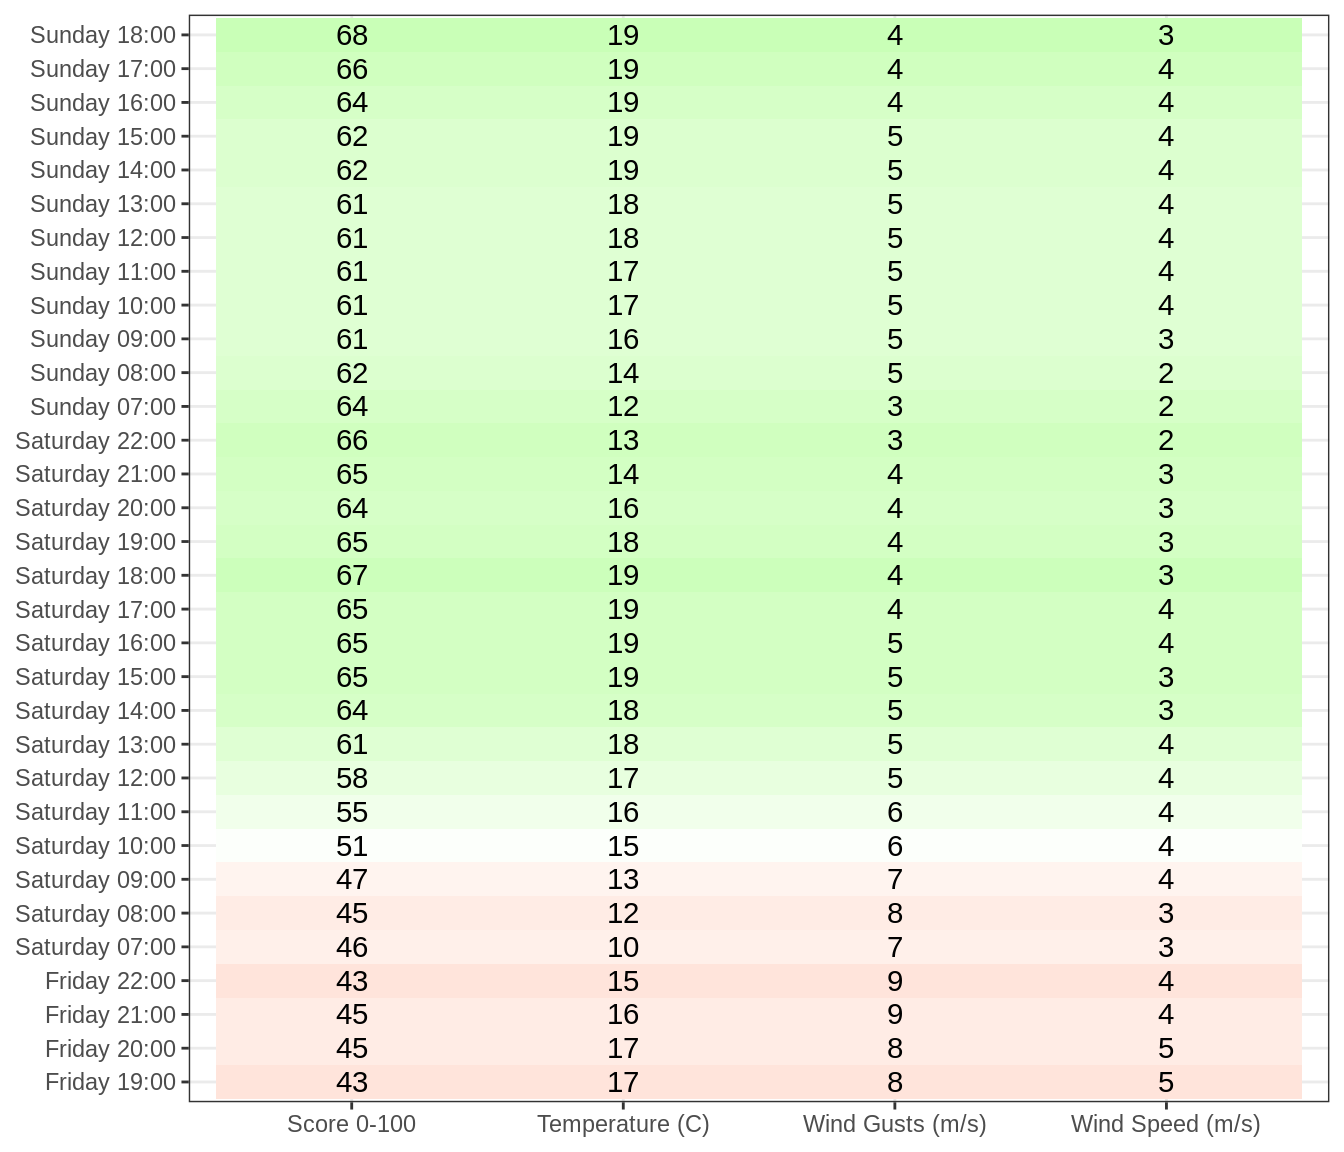 Sunday 18:00 68 19 4 3
Sunday 17:00 66 19 4 4
Sunday 16:00 64 19 4 4
Sunday 15:00 62 19 5 4
Sunday 14:00 62 19 5 4
Sunday 13:00 61 18 5 4
Sunday 12:00 61 18 5 4
Sunday 11:00 61 17 5 4
Sunday 10:00 61 17 5 4
Sunday 09:00 61 16 5 3
Sunday 08:00 62 14 5 2
Sunday 07:00 64 12 3 2
Saturday 22:00 66 13 3 2
Saturday 21:00 65 14 4 3
Saturday 20:00 64 16 4 3
Saturday 19:00 65 18 4 3
Saturday 18:00 67 19 4 3
Saturday 17:00 65 19 4 4
Saturday 16:00 65 19 5 4
Saturday 15:00 65 19 5 3
Saturday 14:00 64 18 5 3
Saturday 13:00 61 18 5 4
Saturday 12:00 58 17 5 4
Saturday 11:00 55 16 6 4
Saturday 10:00 51 15 6 4
Saturday 09:00 47 13 7 4
Saturday 08:00 45 12 8 3
Saturday 07:00 46 10 7 3
Friday 22:00 43 15 9 4
Friday 21:00 45 16 9 4
Friday 20:00 45 17 8 5
Friday 19:00 43 17 8 5
Score 0-100 Temperature (C) Wind Gusts (m/s) Wind Speed (m/s)